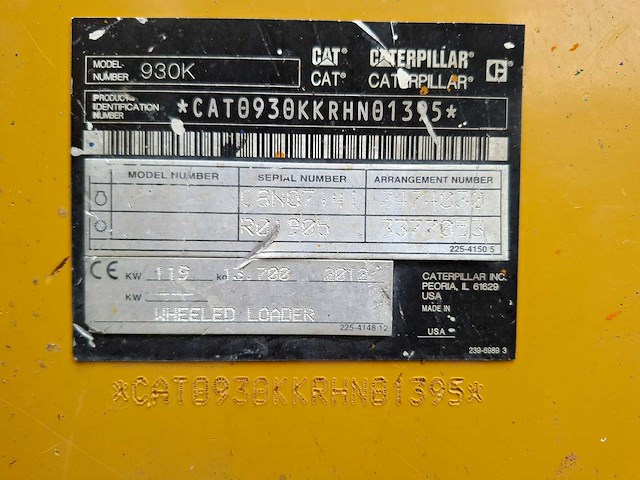 MODEL NUMBER 930K
CAT® CATERPILLAR®
CAT® CATERPILLAR®
PRODUCT IDENTIFICATION NUMBER *CAT0930KKRHN01395*
MODEL NUMBER SERIAL NUMBER ARRANGEMENT NUMBER
C8N07141
R01905
225-4150 5
CE KW 119 kg 13.700
KW
WHEELED LOADER
225-4148 12
CATERPILLAR INC.
PEORIA, IL 61629
USA
MADE IN
USA
239-6989 3
*CAT0930KKRHN01395*